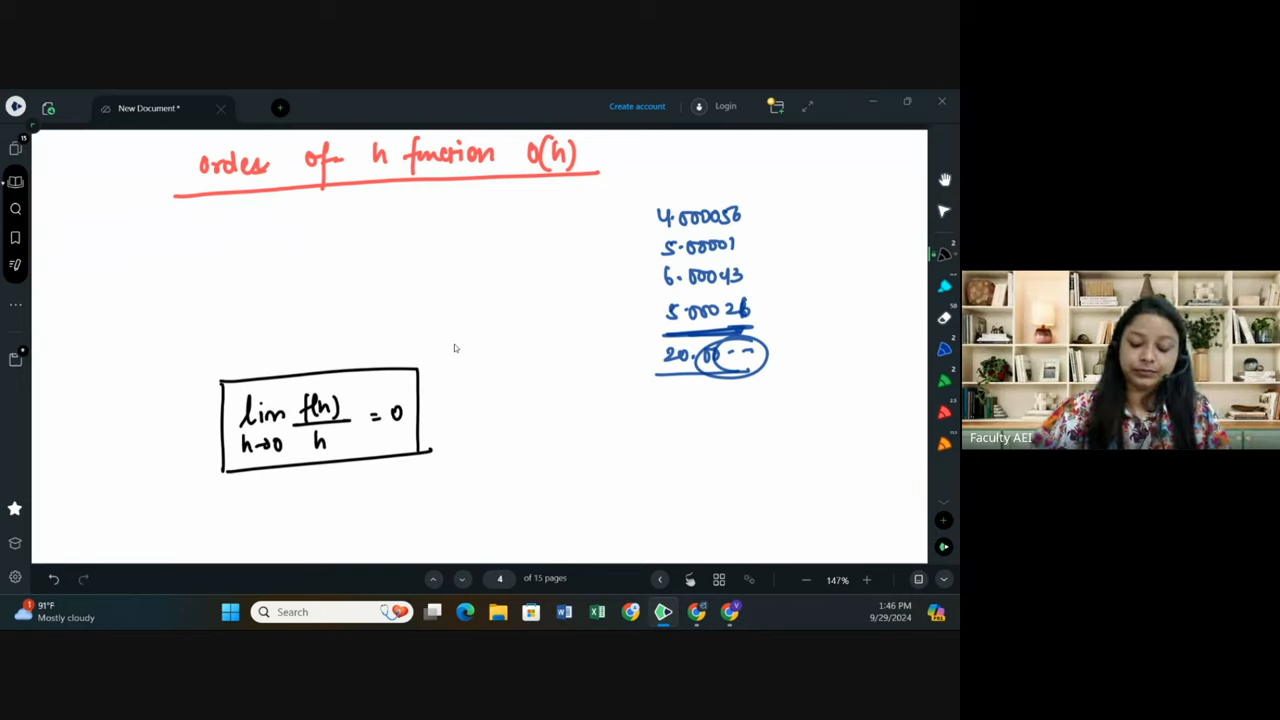 New Document*
Create account
Login
15
order of h function o(h)
4.000056
5.00001
6.00043
5.00026
20.00--
lim f(h)/h = 0
h→0
Faculty AEI
4 of 15 pages
147%
91°F
Mostly cloudy
Search
1:46 PM
9/29/2024